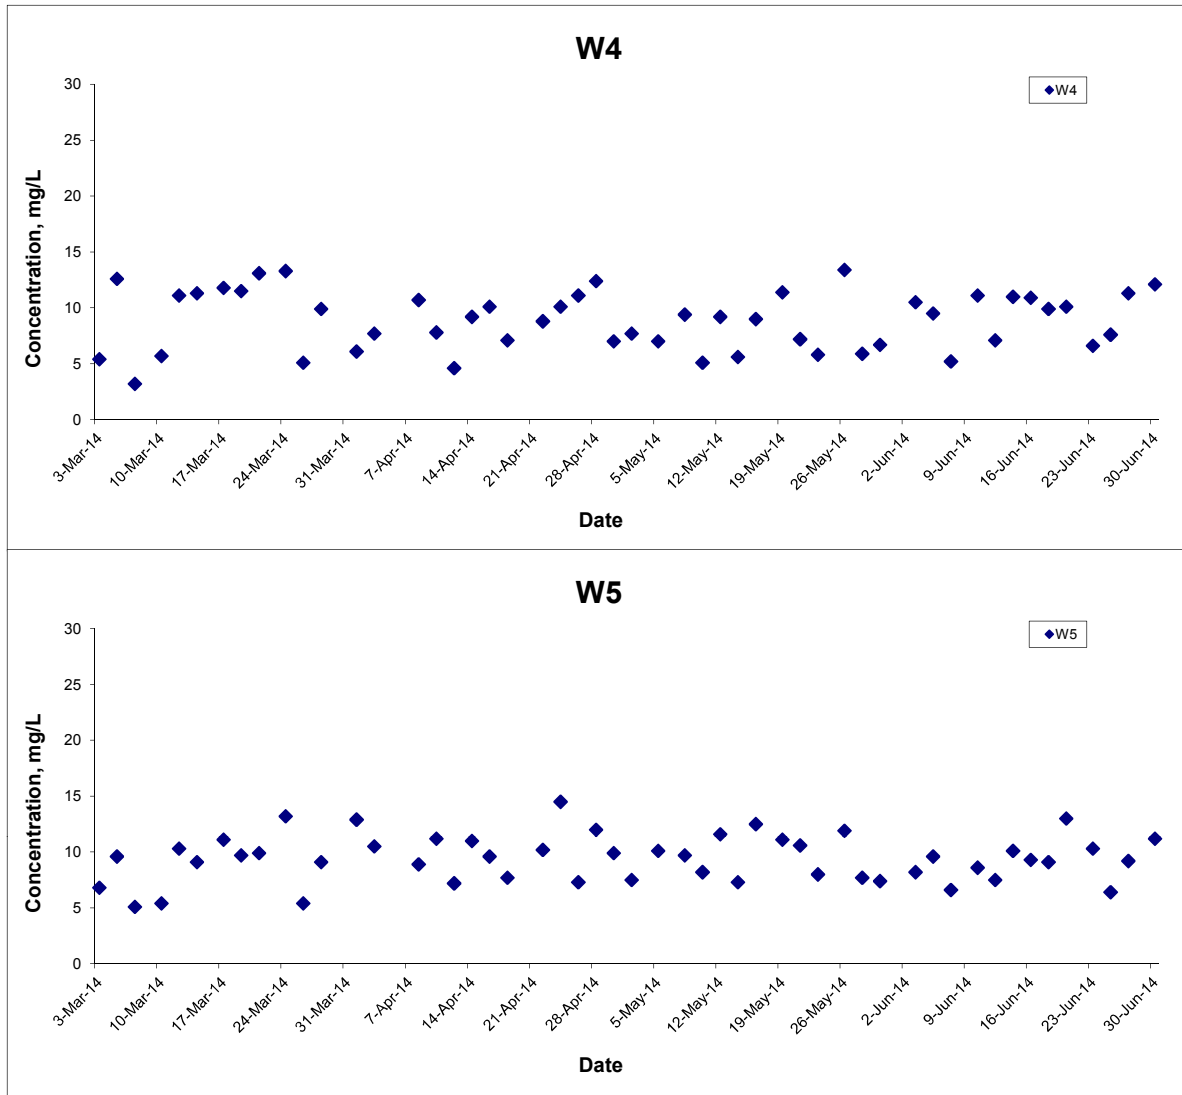 W4
W4
Concentration, mg/L
30
25
20
15
10
5
0
3-Mar-14
10-Mar-14
17-Mar-14
24-Mar-14
31-Mar-14
7-Apr-14
14-Apr-14
21-Apr-14
28-Apr-14
5-May-14
12-May-14
19-May-14
26-May-14
2-Jun-14
9-Jun-14
16-Jun-14
23-Jun-14
30-Jun-14
Date
W5
W5
Concentration, mg/L
30
25
20
15
10
5
0
3-Mar-14
10-Mar-14
17-Mar-14
24-Mar-14
31-Mar-14
7-Apr-14
14-Apr-14
21-Apr-14
28-Apr-14
5-May-14
12-May-14
19-May-14
26-May-14
2-Jun-14
9-Jun-14
16-Jun-14
23-Jun-14
30-Jun-14
Date